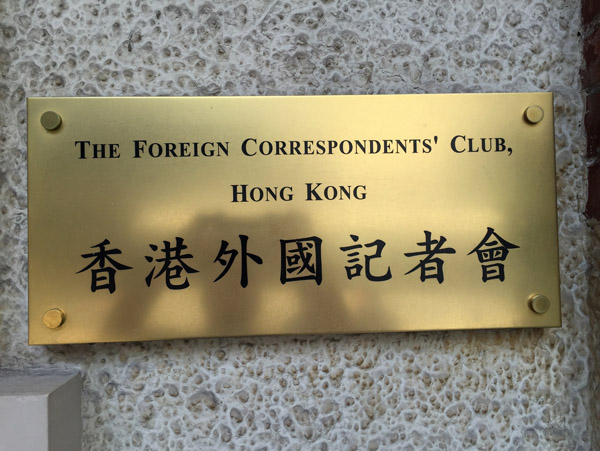 THE FOREIGN CORRESPONDENTS' CLUB,
HONG KONG
香港外國記者會